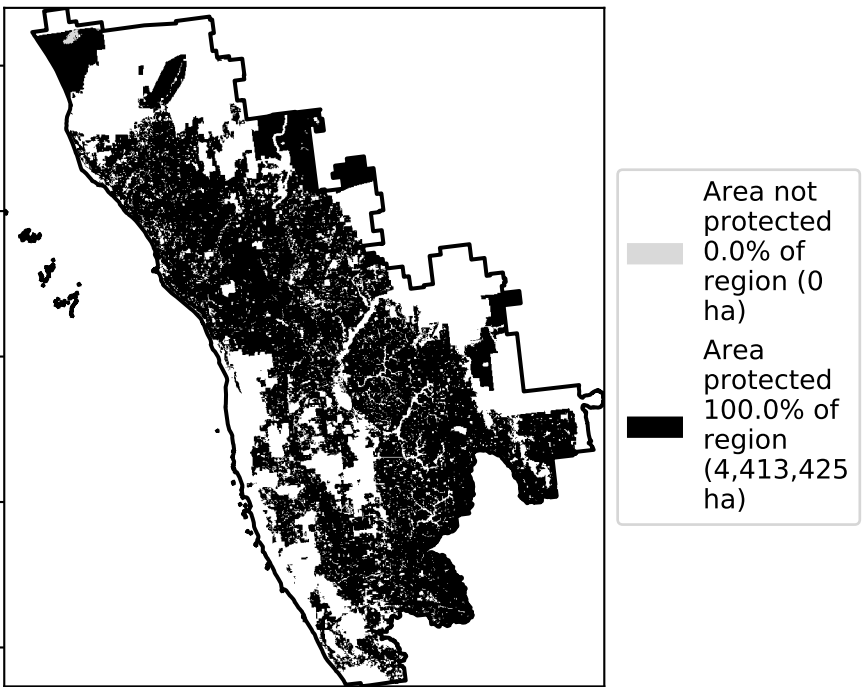 Area not
protected
0.0% of
region (0
ha)
Area
protected
100.0% of
region
(4,413,425
ha)